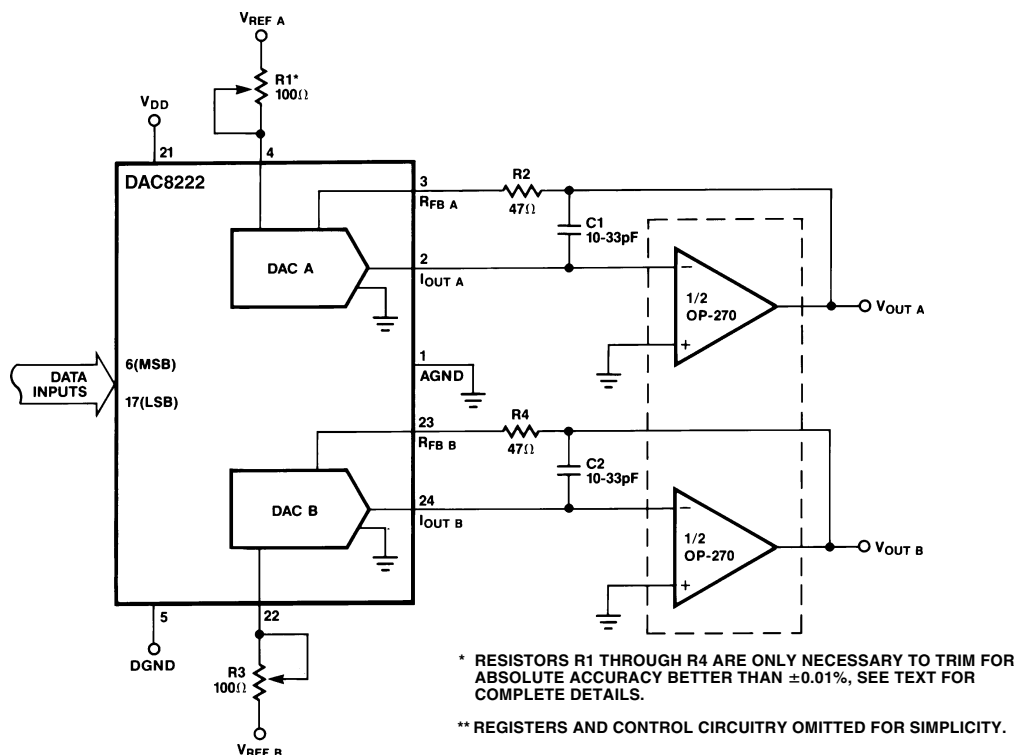 VREF A
R1*
100Ω
VDD
21
4
DAC8222
3
RFB A
R2
47Ω
C1
10-33pF
DAC A
2
IOUT A
–
1/2
OP-270
+
VOUT A
1
AGND
6(MSB)
DATA
INPUTS
17(LSB)
23
RFB B
R4
47Ω
C2
10-33pF
DAC B
24
IOUT B
–
1/2
OP-270
+
VOUT B
5
22
DGND
R3
100Ω
VREF B
* RESISTORS R1 THROUGH R4 ARE ONLY NECESSARY TO TRIM FOR
ABSOLUTE ACCURACY BETTER THAN ±0.01%, SEE TEXT FOR
COMPLETE DETAILS.
** REGISTERS AND CONTROL CIRCUITRY OMITTED FOR SIMPLICITY.